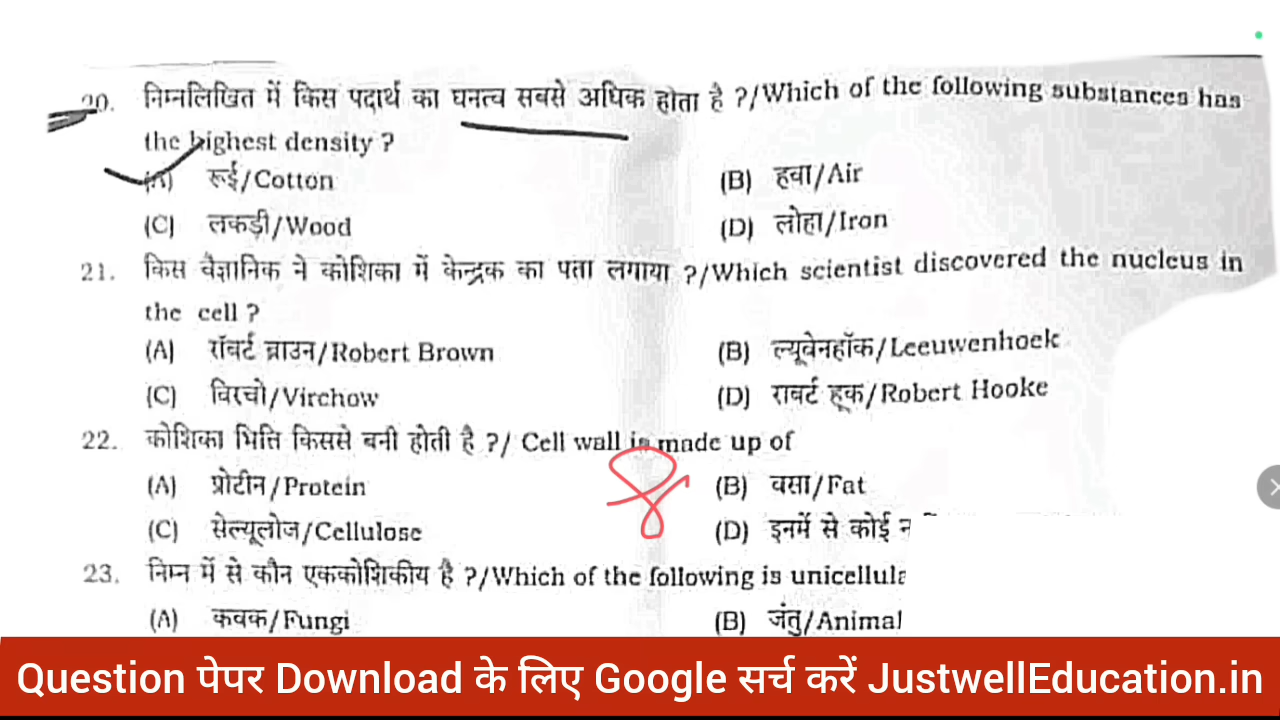 20. निम्नलिखित में किस पदार्थ का घनत्व सबसे अधिक होता है ?/Which of the following substances has
the highest density ?
(A) रूई/Cotton (B) हवा/Air
(C) लकड़ी/Wood (D) लोहा/Iron
21. किस वैज्ञानिक ने कोशिका में केन्द्रक का पता लगाया ?/Which scientist discovered the nucleus in
the cell ?
(A) रॉबर्ट ब्राउन/Robert Brown (B) ल्यूवेनहॉक/Leeuwenhoek
(C) विरचो/Virchow (D) राबर्ट हूक/Robert Hooke
22. कोशिका भित्ति किससे बनी होती है ?/ Cell wall is made up of
(A) प्रोटीन/Protein (B) वसा/Fat
(C) सेल्यूलोज/Cellulose (D) इनमें से कोई
23. निम्न में से कौन एककोशिकीय है ?/Which of the following is unicellula
(A) कवक/Fungi (B) जंतु/Animal
Question पेपर Download के लिए Google सर्च करें JustwellEducation.in